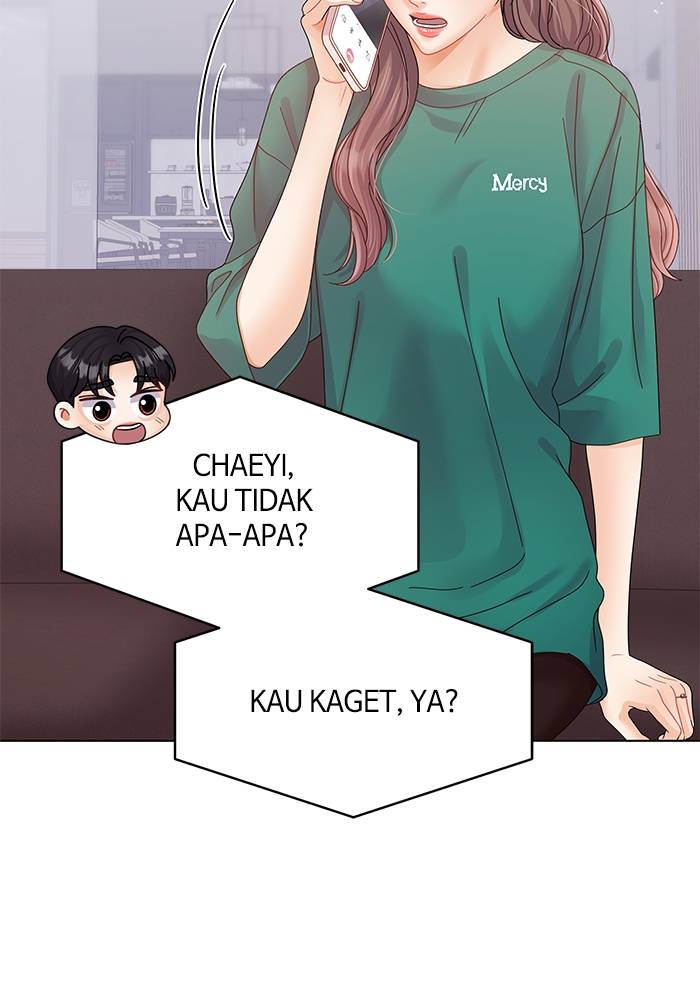 Mercy
CHAEYI,
KAU TIDAK
APA-APA?
KAU KAGET, YA?